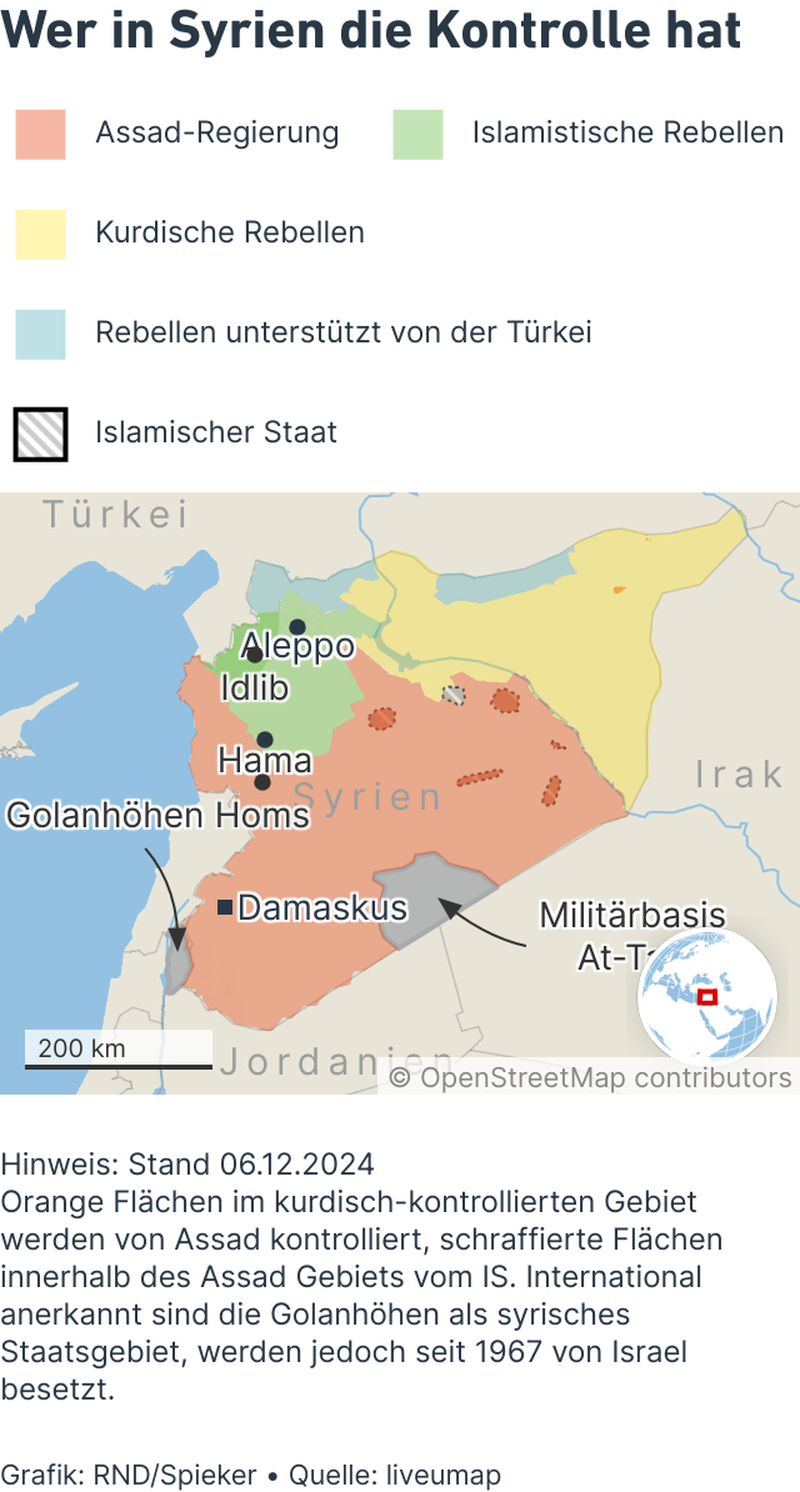 Wer in Syrien die Kontrolle hat
Assad-Regierung
Islamistische Rebellen
Kurdische Rebellen
Rebellen unterstützt von der Türkei
Islamischer Staat
Türkei
Aleppo
Idlib
Hama
Syrien
Irak
Golanhöhen
Homs
Damaskus
Militärbasis
200 km
Jordanien
© OpenStreetMap contributors
Hinweis: Stand 06.12.2024
Orange Flächen im kurdisch-kontrollierten Gebiet
werden von Assad kontrolliert, schraffierte Flächen
innerhalb des Assad Gebiets vom IS. International
anerkannt sind die Golanhöhen als syrisches
Staatsgebiet, werden jedoch seit 1967 von Israel
besetzt.
Grafik: RND/Spieker • Quelle: liveumap